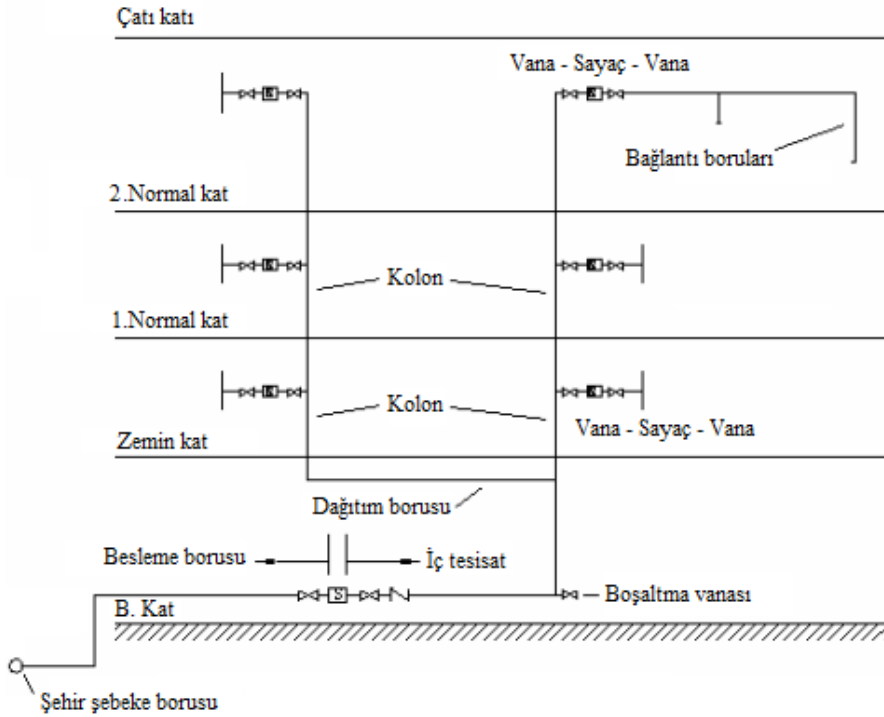 Çatı katı
Vana - Sayaç - Vana
Bağlantı boruları
2.Normal kat
Kolon
1.Normal kat
Kolon
Vana - Sayaç - Vana
Zemin kat
Dağıtım borusu
Besleme borusu
İç tesisat
S
Boşaltma vanası
B. Kat
Şehir şebeke borusu